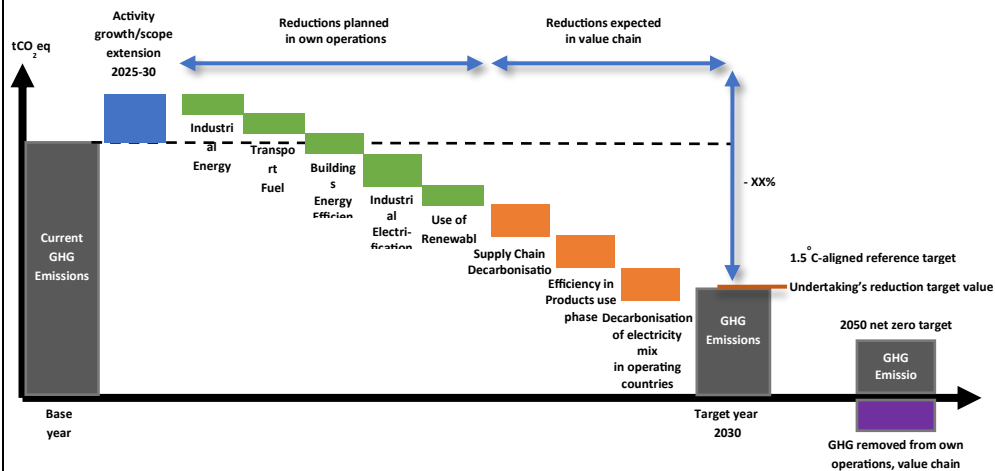 Activity
growth/scope
extension
2025-30
Reductions planned
in own operations
Reductions expected
in value chain
tCO2eq
Industri
al
Energy
Transpo
rt
Fuel
Building
s
Energy
Efficien
Industri
al
Electri-
fication
Use of
Renewabl
Supply Chain
Decarbonisatio
Efficiency in
Products use
phase
Decarbonisation
of electricity
mix
in operating
countries
- XX%
1.5°C-aligned reference target
Undertaking's reduction target value
Current
GHG
Emissions
GHG
Emissions
2050 net zero target
GHG
Emissio
Base
year
Target year
2030
GHG removed from own
operations, value chain